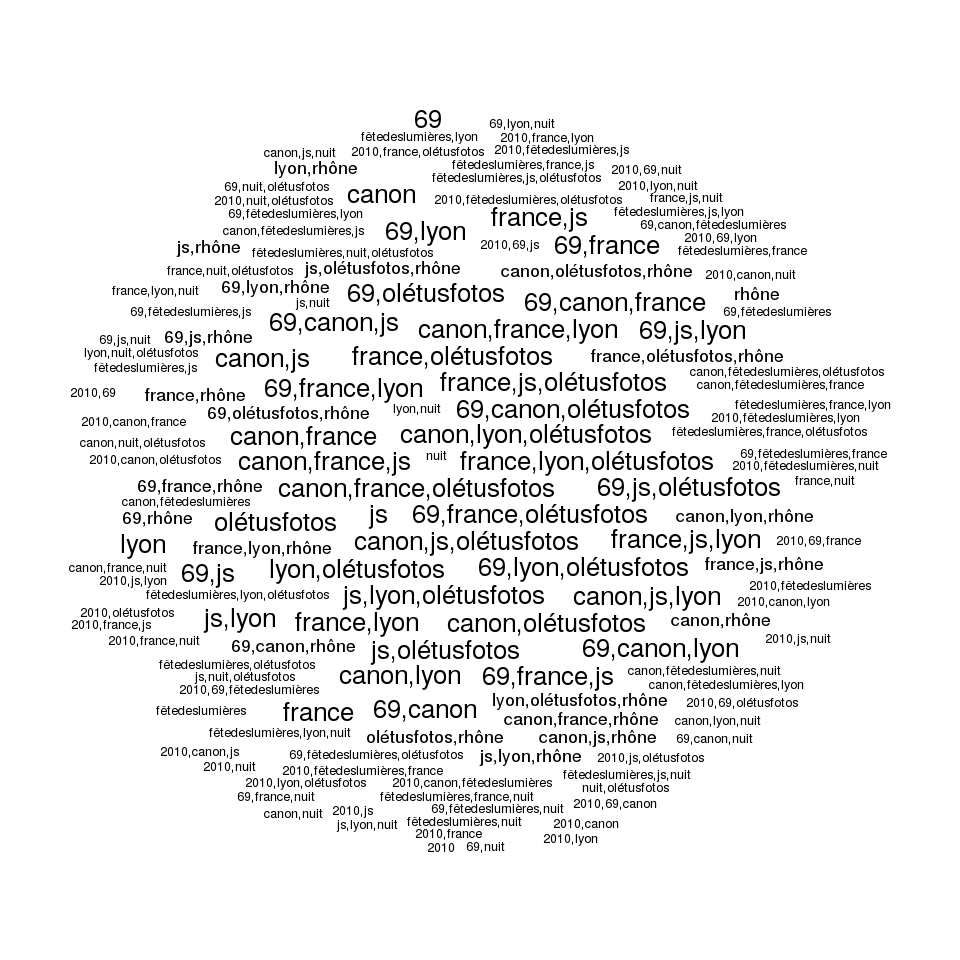 69
69,lyon,nuit
fêtedeslumières,lyon
2010,france,lyon
canon,js,nuit
2010,france,olétusfotos
2010,fêtedeslumières,js
lyon,rhône
fêtedeslumières,france,js
2010,69,nuit
fêtedeslumières,js,olétusfotos
69,nuit,olétusfotos
2010,lyon,nuit
canon
2010,nuit,olétusfotos
2010,fêtedeslumières,olétusfotos
france,js,nuit
69,fêtedeslumières,lyon
france,js
fêtedeslumières,js,lyon
canon,fêtedeslumières,js
69,lyon
69,canon,fêtedeslumières
2010,69,lyon
js,rhône
fêtedeslumières,nuit,olétusfotos
2010,69,js
69,france
fêtedeslumières,france
france,nuit,olétusfotos
js,olétusfotos,rhône
canon,olétusfotos,rhône
2010,canon,nuit
france,lyon,nuit
69,lyon,rhône
69,olétusfotos
rhône
js,nuit
69,canon,france
69,fêtedeslumières,js
69,fêtedeslumières
69,canon,js
canon,france,lyon
69,js,lyon
69,js,nuit
69,js,rhône
lyon,nuit,olétusfotos
canon,js
france,olétusfotos
france,olétusfotos,rhône
fêtedeslumières,js
canon,fêtedeslumières,olétusfotos
2010,69
france,rhône
69,france,lyon
france,js,olétusfotos
canon,fêtedeslumières,france
69,olétusfotos,rhône
lyon,nuit
69,canon,olétusfotos
fêtedeslumières,france,lyon
2010,canon,france
2010,fêtedeslumières,lyon
canon,france
canon,lyon,olétusfotos
fêtedeslumières,france,olétusfotos
canon,nuit,olétusfotos
2010,canon,olétusfotos
canon,france,js
nuit
france,lyon,olétusfotos
69,fêtedeslumières,france
2010,fêtedeslumières,nuit
69,france,rhône
canon,france,olétusfotos
69,js,olétusfotos
france,nuit
canon,fêtedeslumières
69,rhône
olétusfotos
js
69,france,olétusfotos
canon,lyon,rhône
lyon
france,lyon,rhône
canon,js,olétusfotos
france,js,lyon
2010,69,france
canon,france,nuit
2010,js,lyon
69,js
lyon,olétusfotos
69,lyon,olétusfotos
france,js,rhône
fêtedeslumières,lyon,olétusfotos
js,lyon,olétusfotos
canon,js,lyon
2010,fêtedeslumières
2010,canon,lyon
2010,olétusfotos
2010,france,js
js,lyon
france,lyon
canon,olétusfotos
canon,rhône
2010,france,nuit
69,canon,rhône
js,olétusfotos
69,canon,lyon
2010,js,nuit
fêtedeslumières,olétusfotos
js,nuit,olétusfotos
2010,69,fêtedeslumières
canon,lyon
69,france,js
canon,fêtedeslumières,nuit
canon,fêtedeslumières,lyon
fêtedeslumières
france
69,canon
lyon,olétusfotos,rhône
2010,69,olétusfotos
canon,france,rhône
canon,lyon,nuit
fêtedeslumières,lyon,nuit
olétusfotos,rhône
canon,js,rhône
69,canon,nuit
2010,canon,js
69,fêtedeslumières,olétusfotos
js,lyon,rhône
2010,js,olétusfotos
2010,nuit
2010,fêtedeslumières,france
fêtedeslumières,js,nuit
2010,lyon,olétusfotos
2010,canon,fêtedeslumières
nuit,olétusfotos
69,france,nuit
fêtedeslumières,france,nuit
2010,69,canon
canon,nuit
2010,js
69,fêtedeslumières,nuit
js,lyon,nuit
fêtedeslumières,nuit
2010,canon
2010,france
2010,lyon
2010
69,nuit